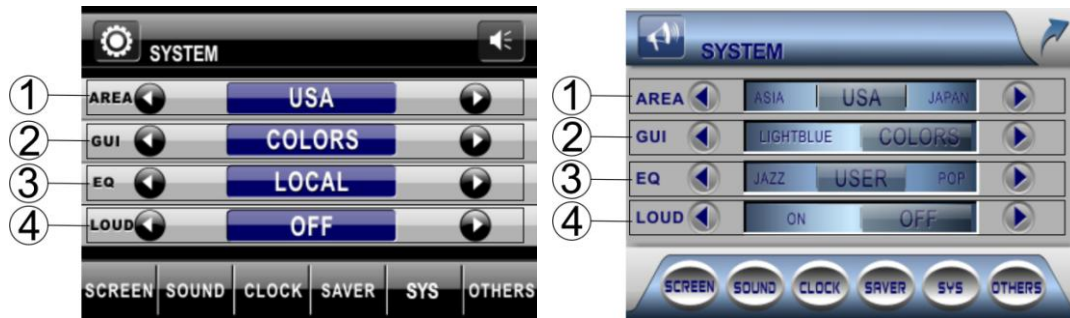 SYSTEM
1 AREA USA
2 GUI COLORS
3 EQ LOCAL
4 LOUD OFF
SCREEN SOUND CLOCK SAVER SYS OTHERS
SYSTEM
1 AREA ASIA USA JAPAN
2 GUI LIGHTBLUE COLORS
3 EQ JAZZ USER POP
4 LOUD ON OFF
SCREEN SOUND CLOCK SAVER SYS OTHERS